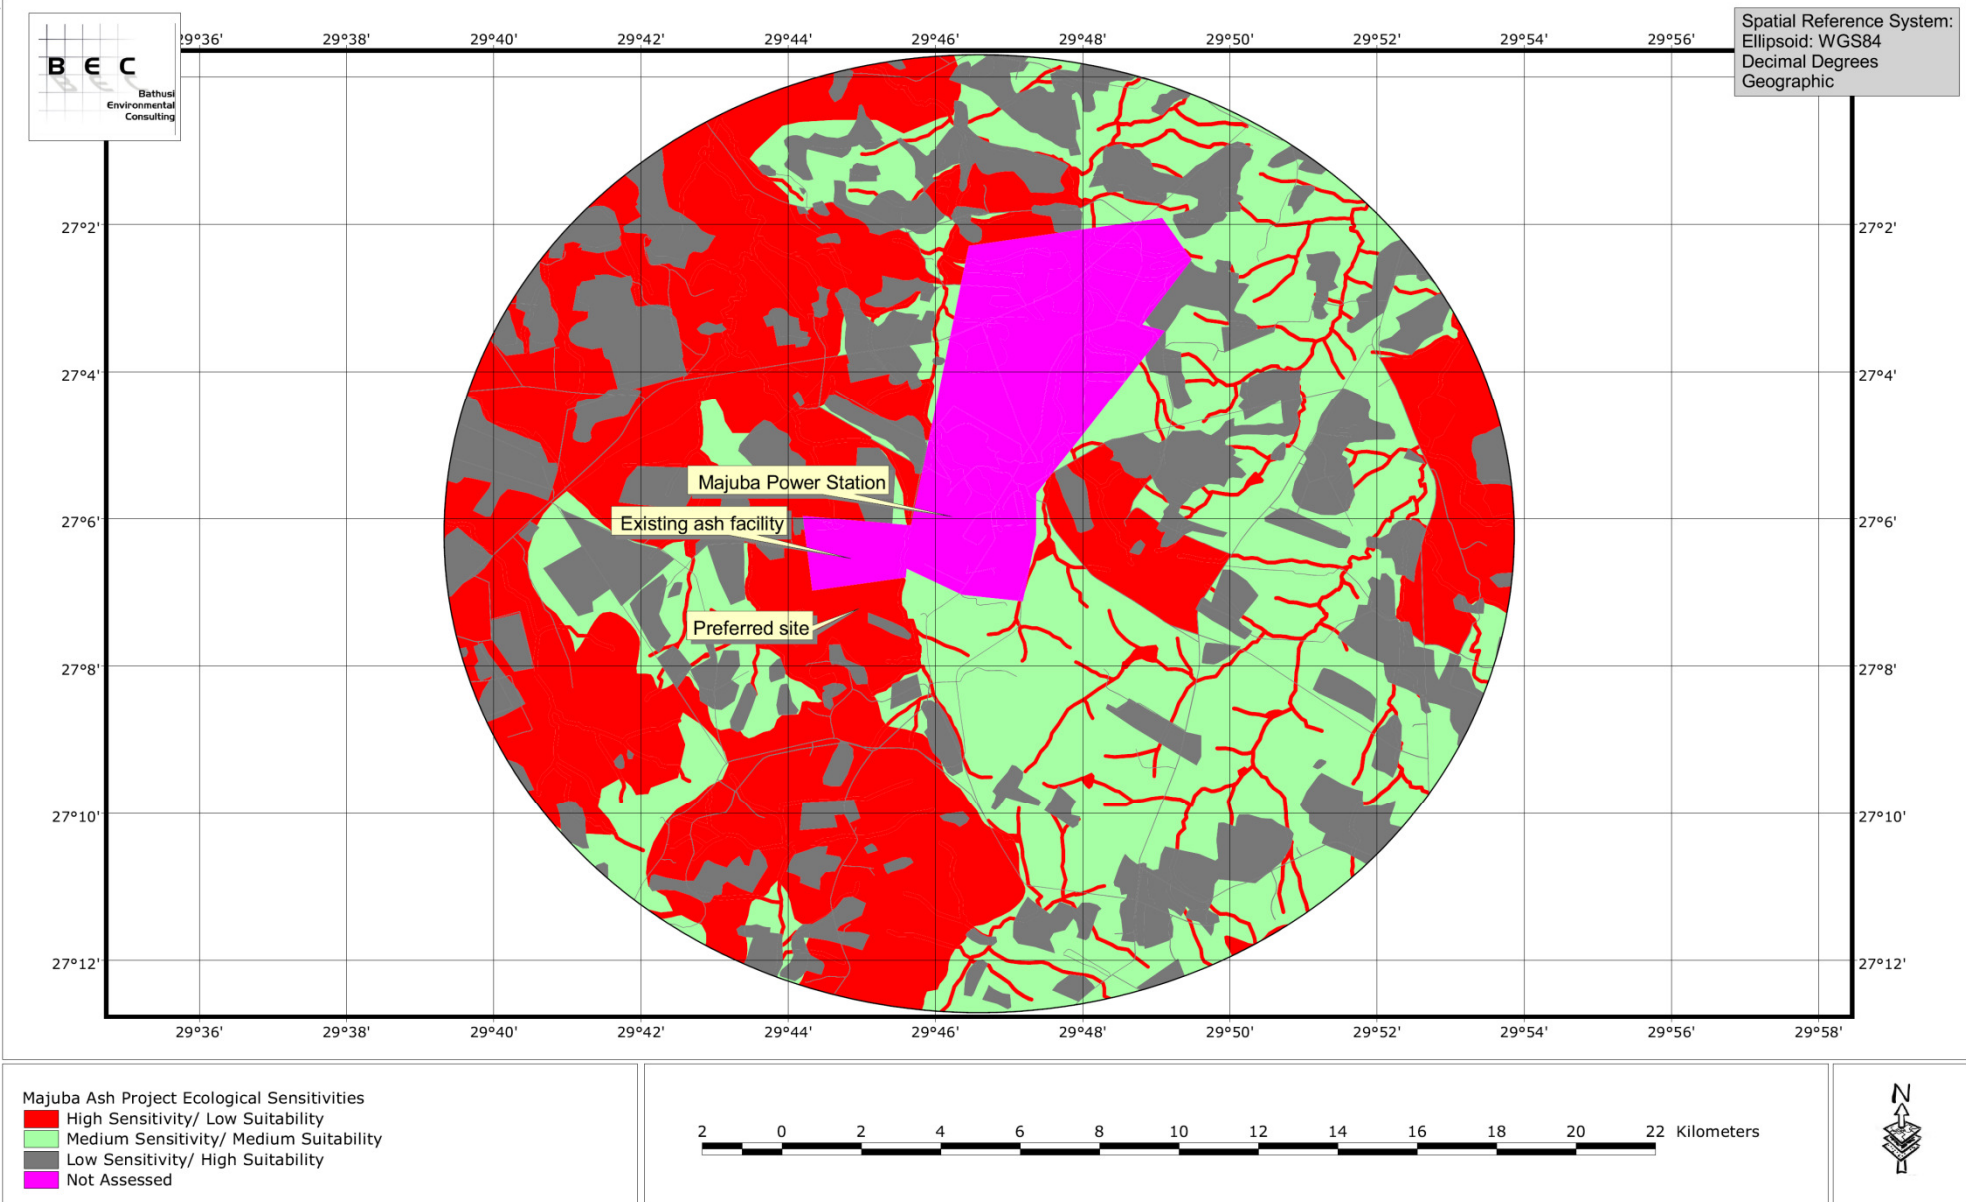 B E C
Bathusi
Environmental
Consulting
Spatial Reference System:
Ellipsoid: WGS84
Decimal Degrees
Geographic
29°36' 29°38' 29°40' 29°42' 29°44' 29°46' 29°48' 29°50' 29°52' 29°54' 29°56'
27°2' 27°2'
27°4' 27°4'
Majuba Power Station
27°6' 27°6'
Existing ash facility
Preferred site
27°8' 27°8'
27°10' 27°10'
27°12' 27°12'
29°36' 29°38' 29°40' 29°42' 29°44' 29°46' 29°48' 29°50' 29°52' 29°54' 29°56' 29°58'
Majuba Ash Project Ecological Sensitivities
High Sensitivity/ Low Suitability
Medium Sensitivity/ Medium Suitability
Low Sensitivity/ High Suitability
Not Assessed
2 0 2 4 6 8 10 12 14 16 18 20 22 Kilometers
N